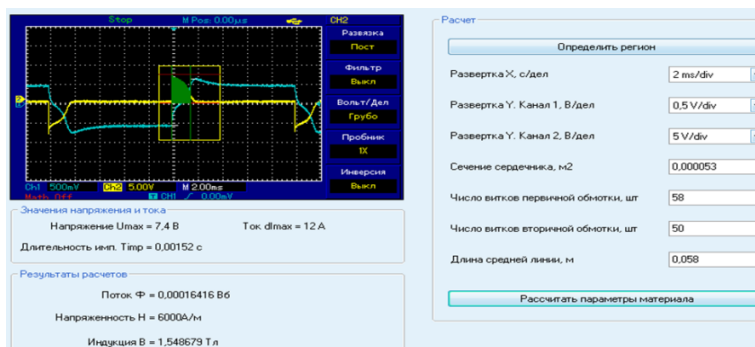 Stop
M Pos: 0.00µs
CH2
Развязка
Пост
Фильтр
Выкл
Вольт/Дел
Грубо
Пробник
1X
Инверсия
Выкл
Ch1 500mV Ch2 5.00V M 2.00ms
Math Off CH1 0.00mV
Значения напряжения и тока
Напряжение Umax = 7,4 В Ток dImax = 12 А
Длительность имп. Timp = 0,00152 с
Результаты расчетов
Поток Ф = 0,00016416 Вб
Напряженность H = 6000А/м
Индукция В = 1,548679 Тл
Расчет
Определить регион
Развертка X, с/дел 2 ms/div
Развертка Y. Канал 1, В/дел 0,5 V/div
Развертка Y. Канал 2, В/дел 5 V/div
Сечение сердечника, м2 0,000053
Число витков первичной обмотки, шт 58
Число витков вторичной обмотки, шт 50
Длина средней линии, м 0,058
Рассчитать параметры материала